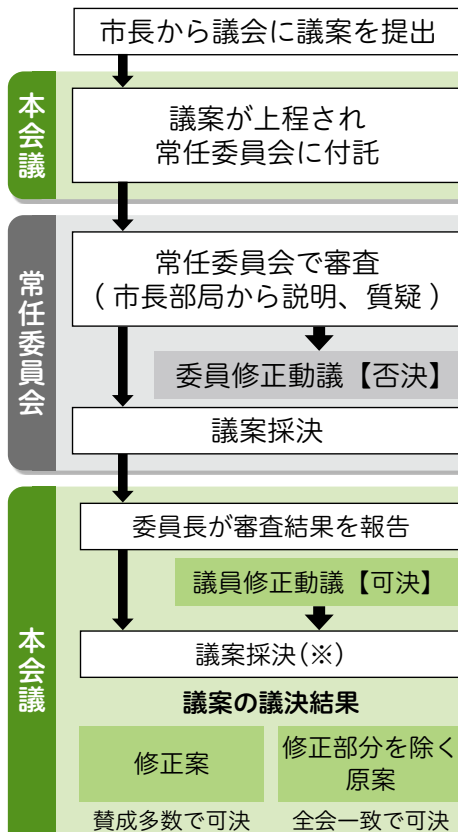 市長から議会に議案を提出
本会議
議案が上程され
常任委員会に付託
常任委員会
常任委員会で審査
(市長部局から説明、質疑)
委員修正動議【否決】
議案採決
本会議
委員長が審査結果を報告
議員修正動議【可決】
議案採決(※)
議案の議決結果
修正案
修正部分を除く
原案
賛成多数で可決
全会一致で可決